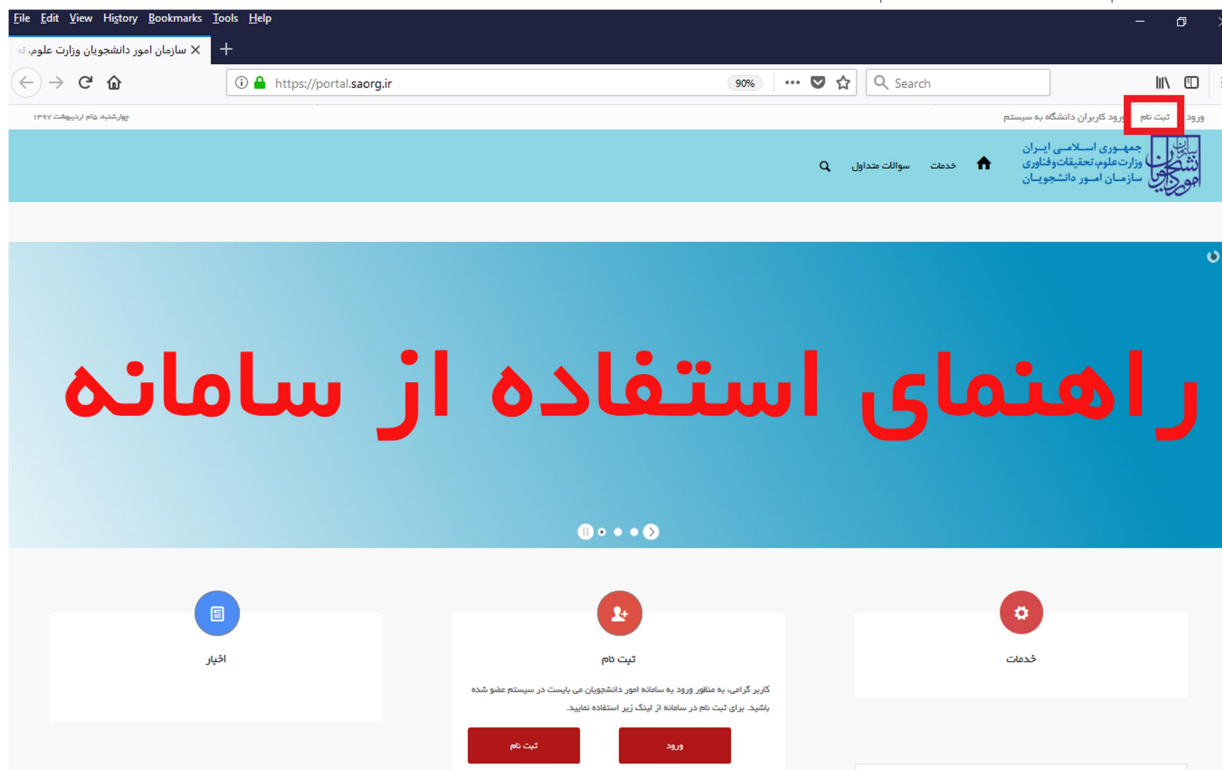 File Edit View History Bookmarks Tools Help
سازمان امور دانشجویان وزارت علوم،
https://portal.saorg.ir
90%
Search
ورود
ثبت نام
ورود کاربران دانشگاه به سیستم
چهارشنبه، ۵ام اردیبهشت ۱۳۹۷
جمهوری اسلامی ایران
وزارت علوم، تحقیقات و فناوری
سازمان امور دانشجویان
خدمات
سوالات متداول
راهنمای استفاده از سامانه
خدمات
ثبت نام
کاربر گرامی، به منظور ورود به سامانه امور دانشجویان می بایست در سیستم عضو شده
باشید. برای ثبت نام در سامانه از لینک زیر استفاده نمایید.
ورود
ثبت نام
اخبار